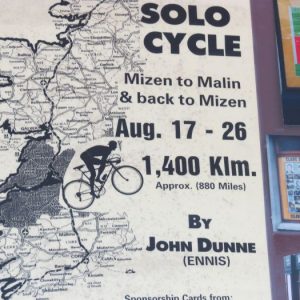 SOLO
CYCLE
Mizen to Malin
& back to Mizen
Aug. 17 - 26
1,400 Klm.
Approx. (880 Miles)
BY
JOHN DUNNE
(ENNIS)
Sponsorship Cards from: